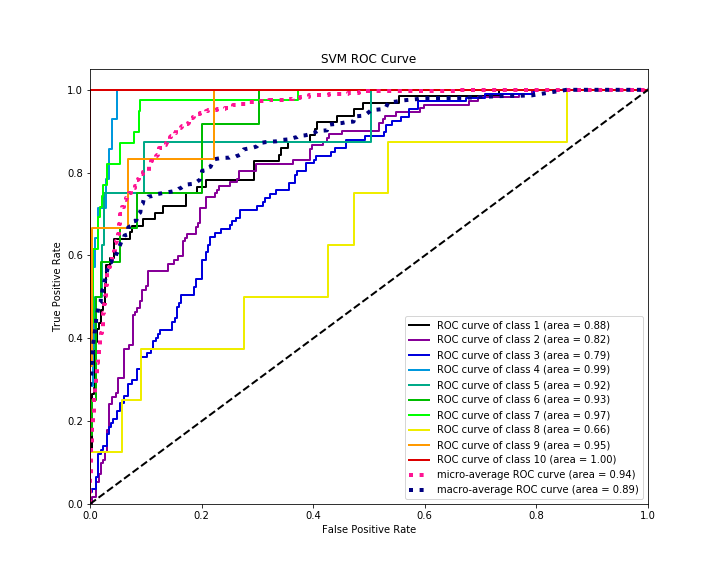 SVM ROC Curve
True Positive Rate
1.0
0.8
0.6
0.4
0.2
0.0
0.0 0.2 0.4 0.6 0.8 1.0
False Positive Rate
ROC curve of class 1 (area = 0.88)
ROC curve of class 2 (area = 0.82)
ROC curve of class 3 (area = 0.79)
ROC curve of class 4 (area = 0.99)
ROC curve of class 5 (area = 0.92)
ROC curve of class 6 (area = 0.93)
ROC curve of class 7 (area = 0.97)
ROC curve of class 8 (area = 0.66)
ROC curve of class 9 (area = 0.95)
ROC curve of class 10 (area = 1.00)
micro-average ROC curve (area = 0.94)
macro-average ROC curve (area = 0.89)